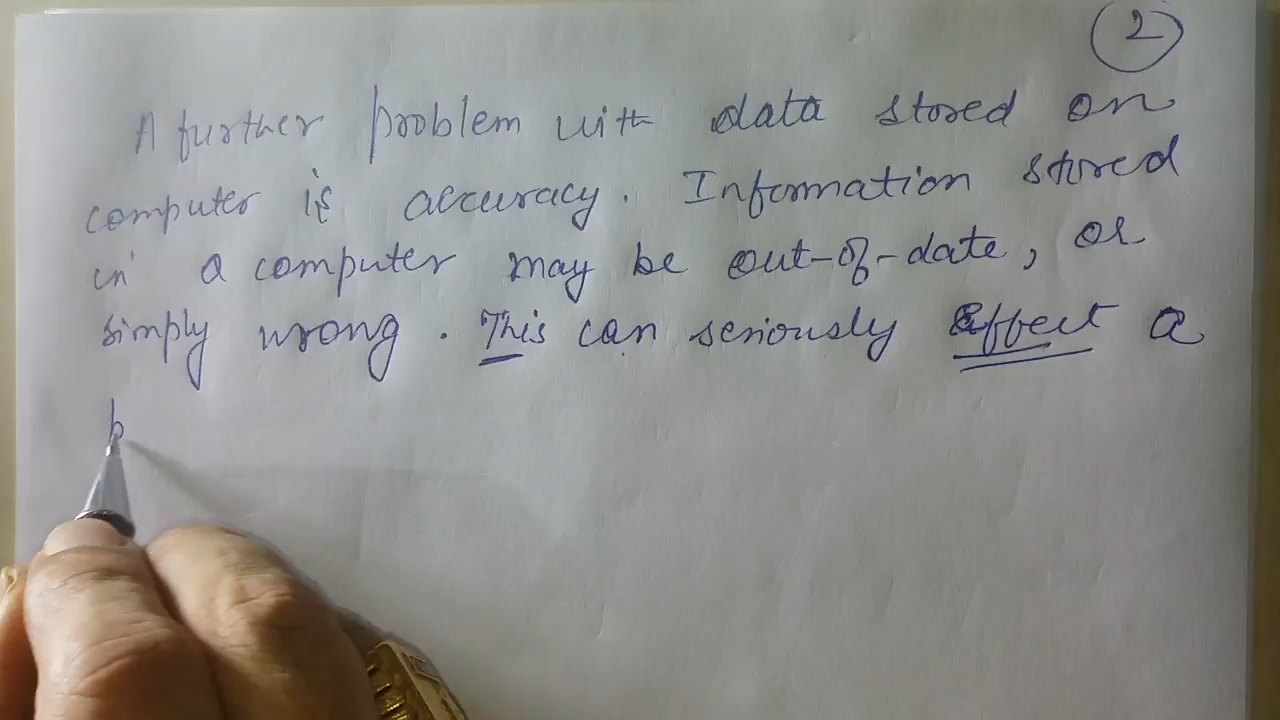 2
A further problem with data stored on
computer is accuracy. Information stored
in a computer may be out-of-date, or
simply wrong. This can seriously affect a